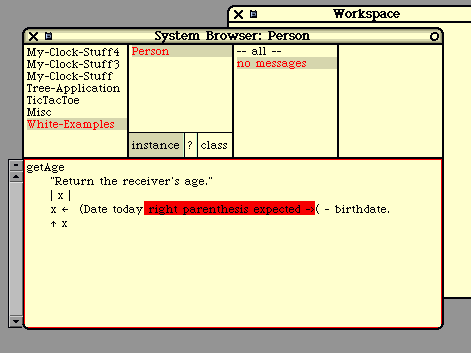 Workspace
System Browser: Person
My-Clock-Stuff4
My-Clock-Stuff3
My-Clock-Stuff
Tree-Application
TicTacToe
Misc
White-Examples
Person
instance ? class
-- all --
no messages
getAge
"Return the receiver's age."
| x |
x ← (Date today right parenthesis expected ->( - birthdate.
↑ x